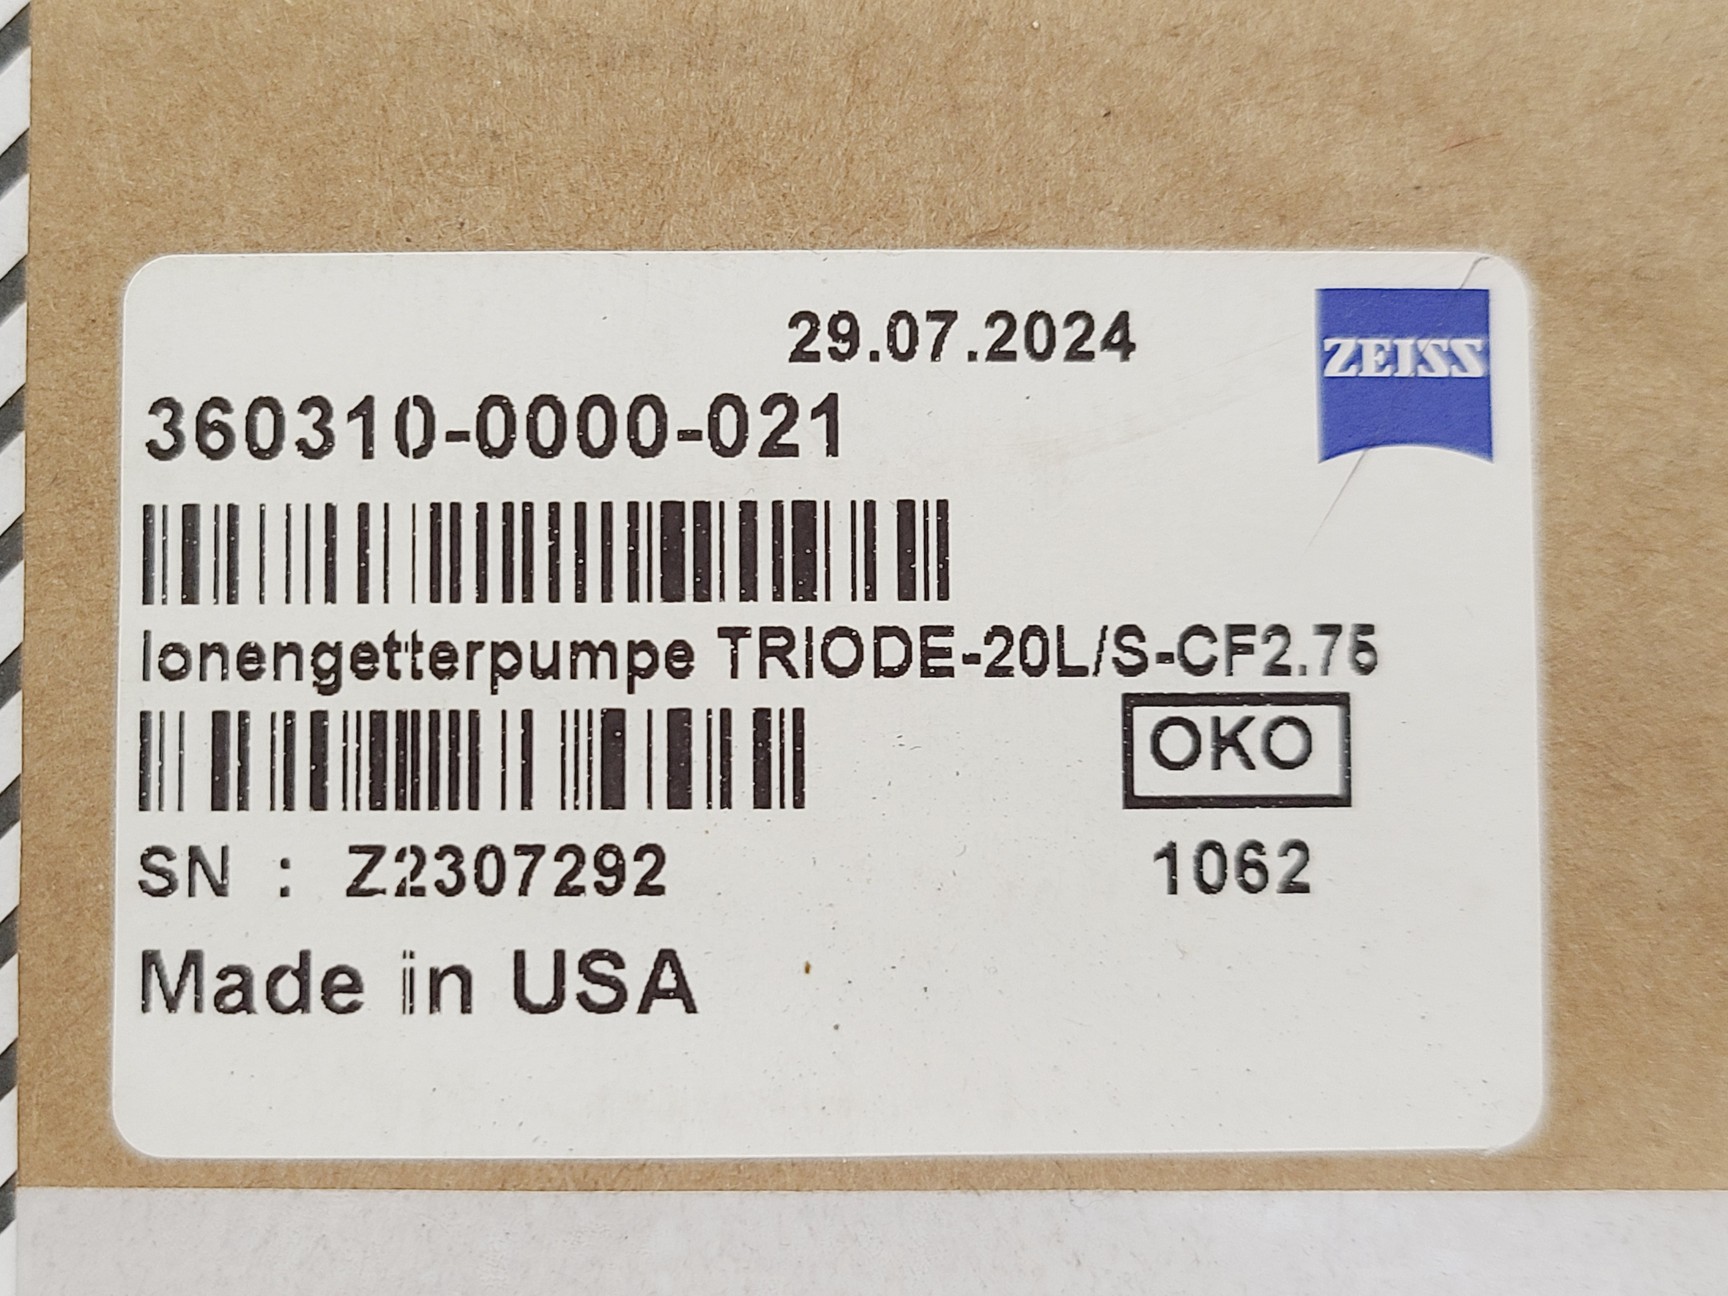 29.07.2024
ZEISS
360310-0000-021
Ionengetterpumpe TRIODE-20L/S-CF2.75
OKO
SN : Z2307292
1062
Made in USA